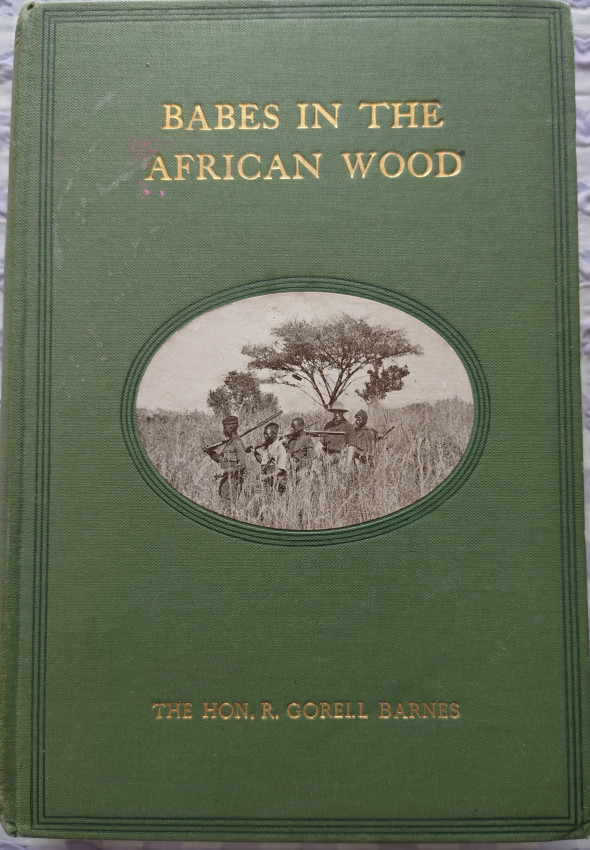 BABES IN THE
AFRICAN WOOD
THE HON. R. GORELL BARNES